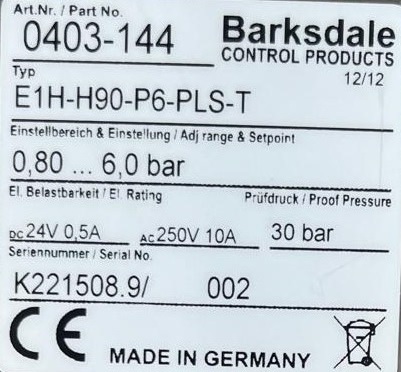 Art.Nr. / Part No.
0403-144
Barksdale
CONTROL PRODUCTS
12/12
Typ
E1H-H90-P6-PLS-T
Einstellbereich & Einstellung / Adj range & Setpoint
0,80 ... 6,0 bar
El. Belastbarkeit / El. Rating
Prüfdruck / Proof Pressure
DC 24V 0,5A AC 250V 10A 30 bar
Seriennummer / Serial No.
K221508.9/ 002
CE
MADE IN GERMANY